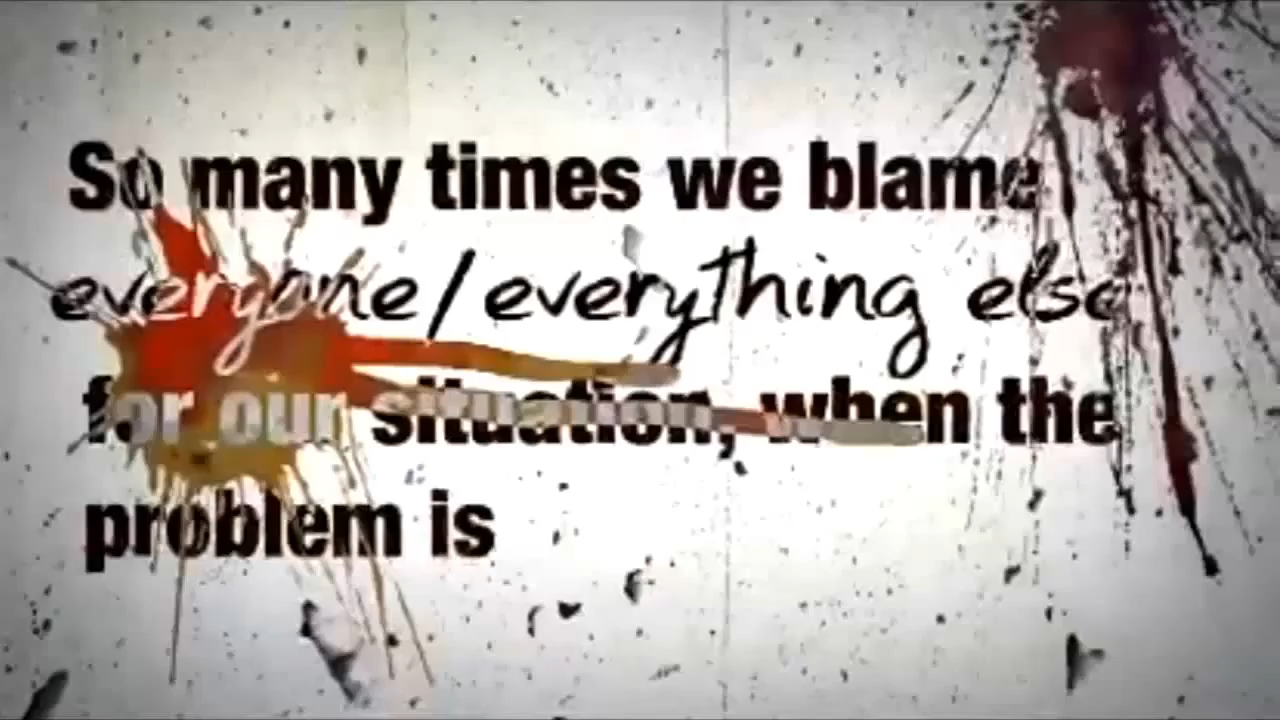 So many times we blame
everyone/everything else
for our situation, when the
problem is